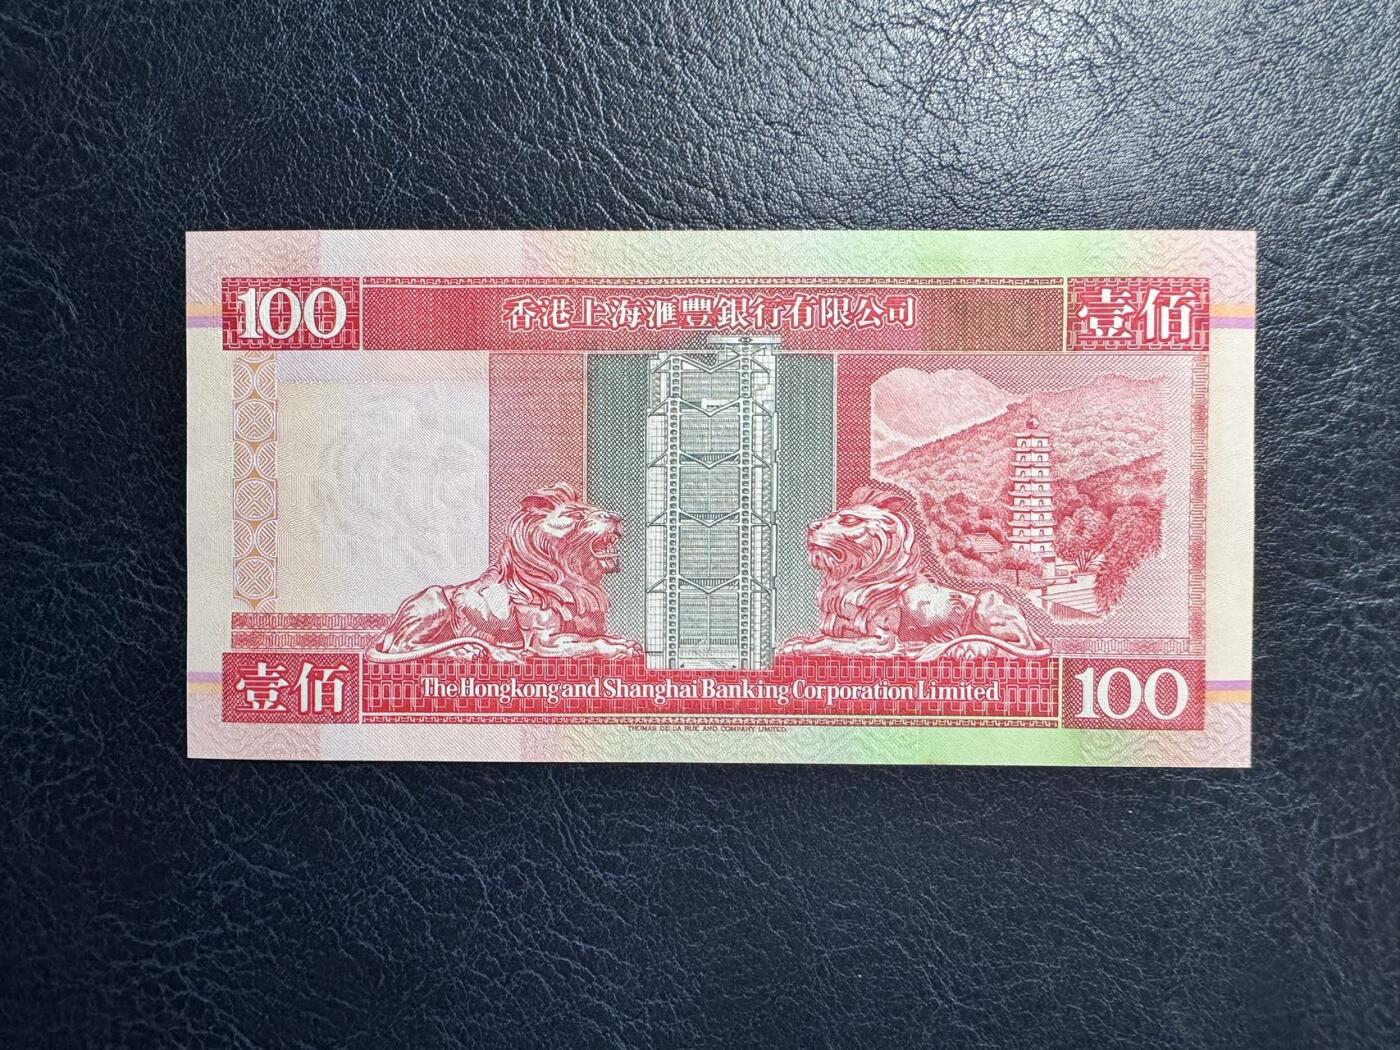 100
香港上海滙豐銀行有限公司
壹佰
壹佰
The Hongkong and Shanghai Banking Corporation Limited
100
THOMAS DE LA RUE AND COMPANY LIMITED.